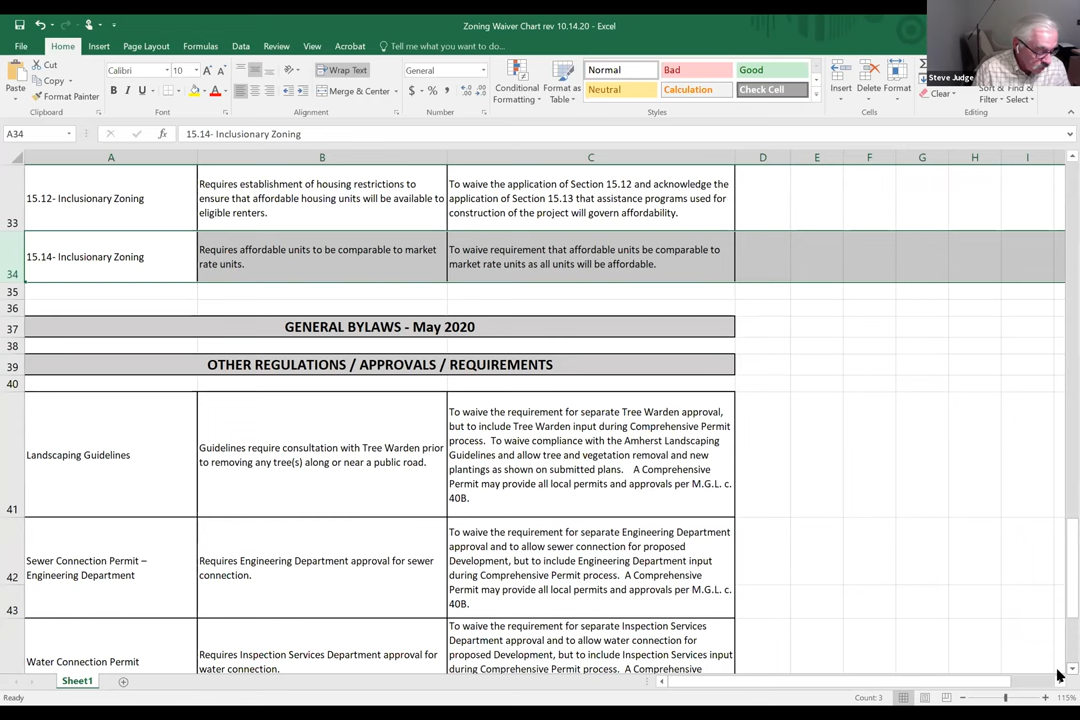 Zoning Waiver Chart rev 10.14.20 - Excel
File Home Insert Page Layout Formulas Data Review View Acrobat Tell me what you want to do...
Steve Judge
Paste
Cut
Copy
Format Painter
Clipboard
Calibri 10
B I U
Font
Wrap Text
Merge & Center
Alignment
General
$ % ,
Number
Conditional Formatting
Format as Table
Normal Bad Good
Neutral Calculation Check Cell
Styles
Insert Delete Format
Cells
Clear
Sort & Find &
Filter Select
Editing
A34 fx 15.14- Inclusionary Zoning
A B C D E F G H I
33
15.12- Inclusionary Zoning
Requires establishment of housing restrictions to
ensure that affordable housing units will be available to
eligible renters.
To waive the application of Section 15.12 and acknowledge the
application of Section 15.13 that assistance programs used for
construction of the project will govern affordability.
34
15.14- Inclusionary Zoning
Requires affordable units to be comparable to market
rate units.
To waive requirement that affordable units be comparable to
market rate units as all units will be affordable.
35
36
37
GENERAL BYLAWS - May 2020
38
39
OTHER REGULATIONS / APPROVALS / REQUIREMENTS
40
41
Landscaping Guidelines
Guidelines require consultation with Tree Warden prior
to removing any tree(s) along or near a public road.
To waive the requirement for separate Tree Warden approval,
but to include Tree Warden input during Comprehensive Permit
process. To waive compliance with the Amherst Landscaping
Guidelines and allow tree and vegetation removal and new
plantings as shown on submitted plans. A Comprehensive
Permit may provide all local permits and approvals per M.G.L. c.
40B.
42
43
Sewer Connection Permit –
Engineering Department
Requires Engineering Department approval for sewer
connection.
To waive the requirement for separate Engineering Department
approval and to allow sewer connection for proposed
Development, but to include Engineering Department input
during Comprehensive Permit process. A Comprehensive
Permit may provide all local permits and approvals per M.G.L. c.
40B.
Water Connection Permit
Requires Inspection Services Department approval for
water connection.
To waive the requirement for separate Inspection Services
Department approval and to allow water connection for
proposed Development, but to include Inspection Services input
during Comprehensive Permit process. A Comprehensive
Sheet1
Ready
Count: 3
115%